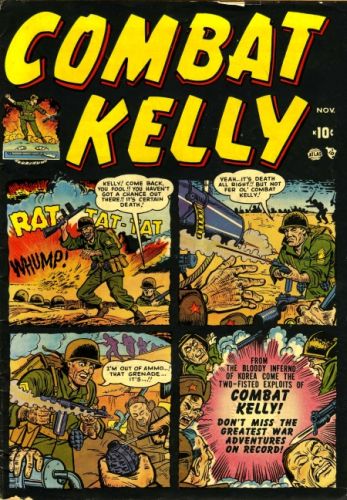 COMBAT
KELLY
NOV.
10¢
ATLAS
KELLY! COME BACK,
YOU FOOL!! YOU HAVEN'T
GOT A CHANCE OUT
THERE!! IT'S CERTAIN
DEATH!
RAT-TAT-TAT
WHUMP!
YEAH..IT'S DEATH
ALL RIGHT!! BUT NOT
FER OL' COMBAT
KELLY!
I'M OUT OF AMMO...
THAT GRENADE...
IT'S...!!
FROM
THE BLOODY INFERNO
OF KOREA COME THE
TWO-FISTED EXPLOITS OF
COMBAT
KELLY!
DON'T MISS THE
GREATEST WAR
ADVENTURES
ON RECORD!